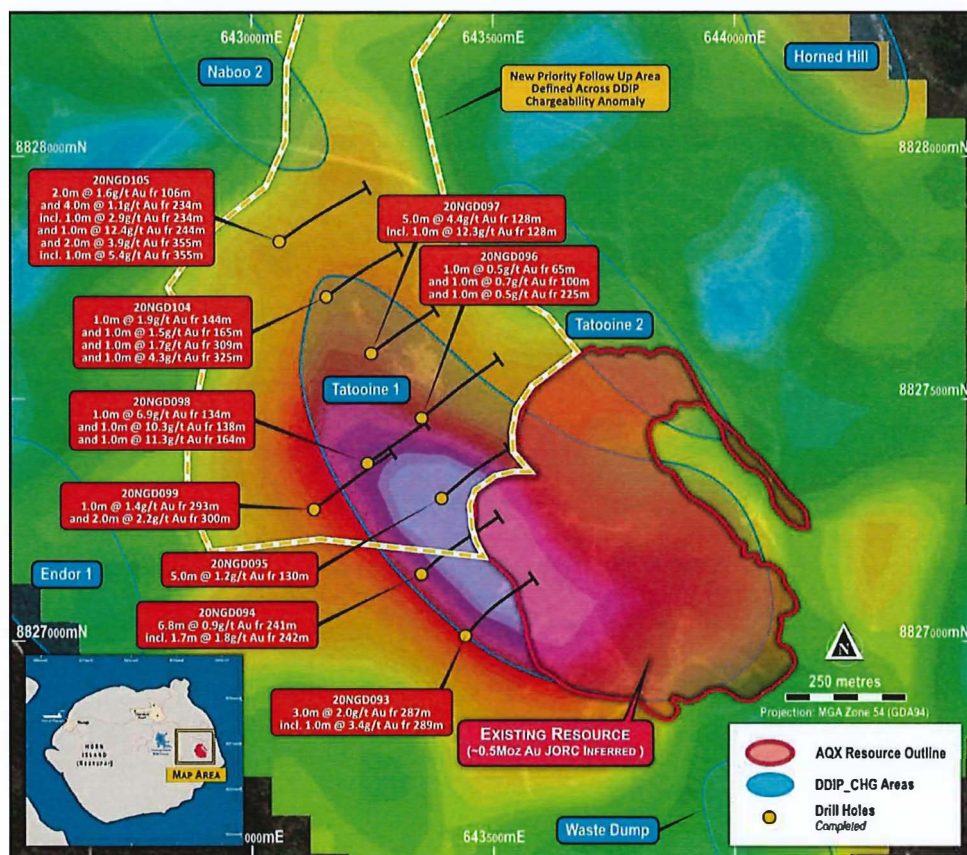 643000mE
643500mE
644000mE
Naboo 2
Horned Hill
New Priority Follow Up Area
Defined Across DDIP
Chargeability Anomaly
8828000mN
8828000mN
20NGD105
2.0m @ 1.6g/t Au fr 106m
and 4.0m @ 1.1g/t Au fr 234m
incl. 1.0m @ 2.9g/t Au fr 234m
and 1.0m @ 12.4g/t Au fr 244m
and 2.0m @ 3.9g/t Au fr 355m
incl. 1.0m @ 5.4g/t Au fr 355m
20NGD097
5.0m @ 4.4g/t Au fr 128m
incl. 1.0m @ 12.3g/t Au fr 128m
20NGD096
1.0m @ 0.5g/t Au fr 65m
and 1.0m @ 0.7g/t Au fr 100m
and 1.0m @ 0.5g/t Au fr 225m
20NGD104
1.0m @ 1.9g/t Au fr 144m
and 1.0m @ 1.5g/t Au fr 165m
and 1.0m @ 1.7g/t Au fr 309m
and 1.0m @ 4.3g/t Au fr 325m
Tatooine 2
Tatooine 1
8827500mN
20NGD098
1.0m @ 6.9g/t Au fr 134m
and 1.0m @ 10.3g/t Au fr 138m
and 1.0m @ 11.3g/t Au fr 164m
20NGD099
1.0m @ 1.4g/t Au fr 293m
and 2.0m @ 2.2g/t Au fr 300m
Endor 1
20NGD095
5.0m @ 1.2g/t Au fr 130m
20NGD094
6.8m @ 0.9g/t Au fr 241m
incl. 1.7m @ 1.8g/t Au fr 242m
8827000mN
8827000mN
20NGD093
3.0m @ 2.0g/t Au fr 287m
incl. 1.0m @ 3.4g/t Au fr 289m
EXISTING RESOURCE
(~0.5MOZ AU JORC INFERRED)
N
250 metres
Projection: MGA Zone 54 (GDA94)
HORN
ISLAND
MAP AREA
AQX Resource Outline
DDIP_CHG Areas
Drill Holes
Completed
000mE
643500mE
Waste Dump